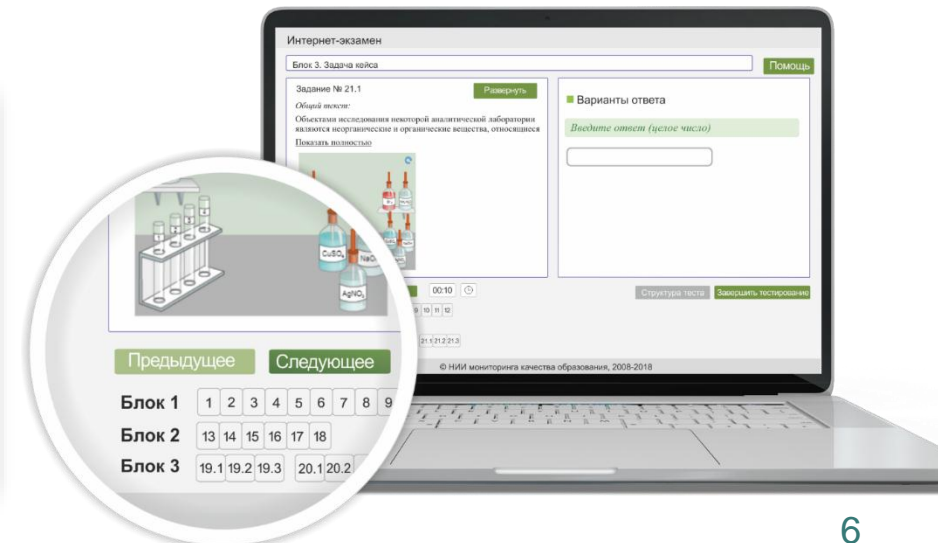 Интернет-экзамен
Блок 3. Задача кейса
Помощь
Задание № 21.1
Развернуть
Общий текст:
Объектами исследования некоторой аналитической лаборатории
являются неорганические и органические вещества, относящиеся
Показать полностью
Варианты ответа
Введите ответ (целое число)
CuSO₄
AgNO₃
00:10
Структура теста
Завершить тестирование
10 11 12
21.1 21.2 21.3
© НИИ мониторинга качества образования, 2008-2018
Предыдущее
Следующее
Блок 1 1 2 3 4 5 6 7 8 9
Блок 2 13 14 15 16 17 18
Блок 3 19.1 19.2 19.3 20.1 20.2
6